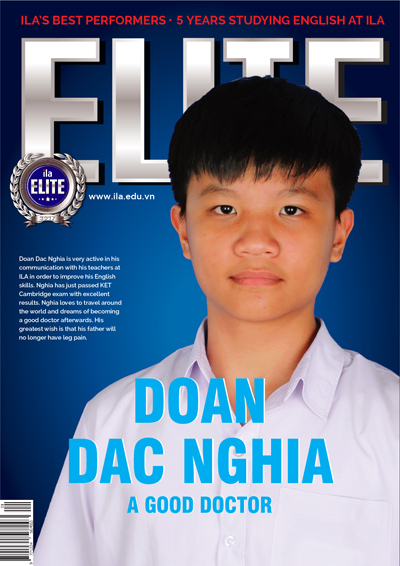 ILA'S BEST PERFORMERS • 5 YEARS STUDYING ENGLISH AT ILA
ELITE
ila
ELITE
www.ila.edu.vn
Doan Dac Nghia is very active in his
communication with his teachers at
ILA in order to improve his English
skills. Nghia has just passed KET
Cambridge exam with excellent
results. Nghia loves to travel around
the world and dreams of becoming
a good doctor afterwards. His
greatest wish is that his father will
no longer have leg pain.
DOAN
DAC NGHIA
A GOOD DOCTOR